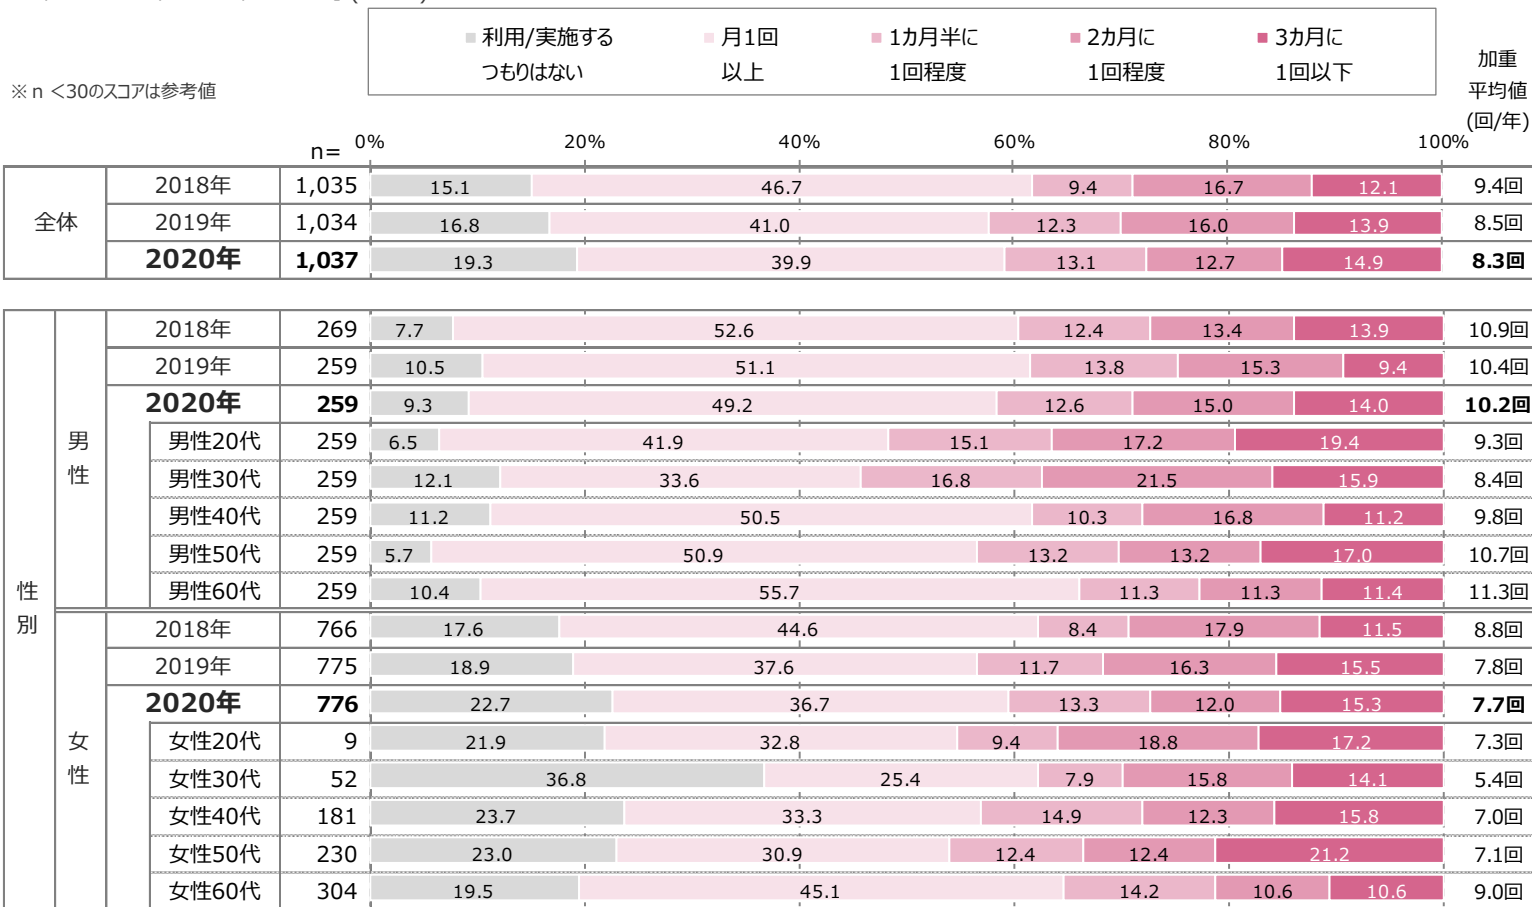 利用/実施する 月1回 1カ月半に 2カ月に 3カ月に
つもりはない 以上 1回程度 1回程度 1回以下
加重
平均値
(回/年)
※ n <30のスコアは参考値
n= 0% 20% 40% 60% 80% 100%
全体
2018年 1,035 15.1 46.7 9.4 16.7 12.1 9.4回
2019年 1,034 16.8 41.0 12.3 16.0 13.9 8.5回
2020年 1,037 19.3 39.9 13.1 12.7 14.9 8.3回
性別
男性
2018年 269 7.7 52.6 12.4 13.4 13.9 10.9回
2019年 259 10.5 51.1 13.8 15.3 9.4 10.4回
2020年 259 9.3 49.2 12.6 15.0 14.0 10.2回
男性20代 259 6.5 41.9 15.1 17.2 19.4 9.3回
男性30代 259 12.1 33.6 16.8 21.5 15.9 8.4回
男性40代 259 11.2 50.5 10.3 16.8 11.2 9.8回
男性50代 259 5.7 50.9 13.2 13.2 17.0 10.7回
男性60代 259 10.4 55.7 11.3 11.3 11.4 11.3回
女性
2018年 766 17.6 44.6 8.4 17.9 11.5 8.8回
2019年 775 18.9 37.6 11.7 16.3 15.5 7.8回
2020年 776 22.7 36.7 13.3 12.0 15.3 7.7回
女性20代 9 21.9 32.8 9.4 18.8 17.2 7.3回
女性30代 52 36.8 25.4 7.9 15.8 14.1 5.4回
女性40代 181 23.7 33.3 14.9 12.3 15.8 7.0回
女性50代 230 23.0 30.9 12.4 12.4 21.2 7.1回
女性60代 304 19.5 45.1 14.2 10.6 10.6 9.0回